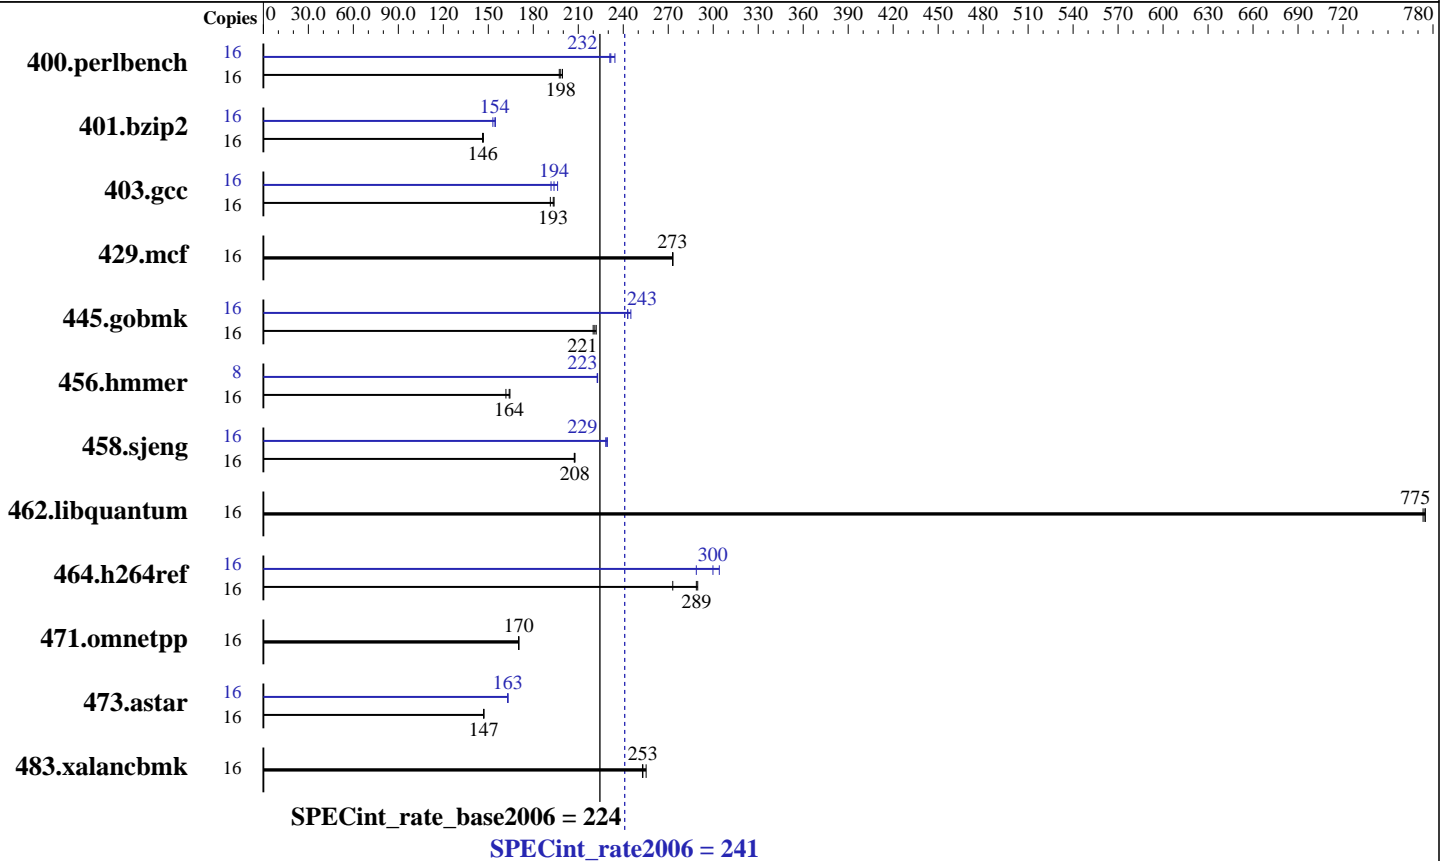 Copies 0 30.0 60.0 90.0 120 150 180 210 240 270 300 330 360 390 420 450 480 510 540 570 600 630 660 690 720 780
400.perlbench 16 232
16 198
401.bzip2 16 154
16 146
403.gcc 16 194
16 193
429.mcf 16 273
445.gobmk 16 243
16 221
456.hmmer 8 223
16 164
458.sjeng 16 229
16 208
462.libquantum 16 775
464.h264ref 16 300
16 289
471.omnetpp 16 170
473.astar 16 163
16 147
483.xalancbmk 16 253
SPECint_rate_base2006 = 224
SPECint_rate2006 = 241